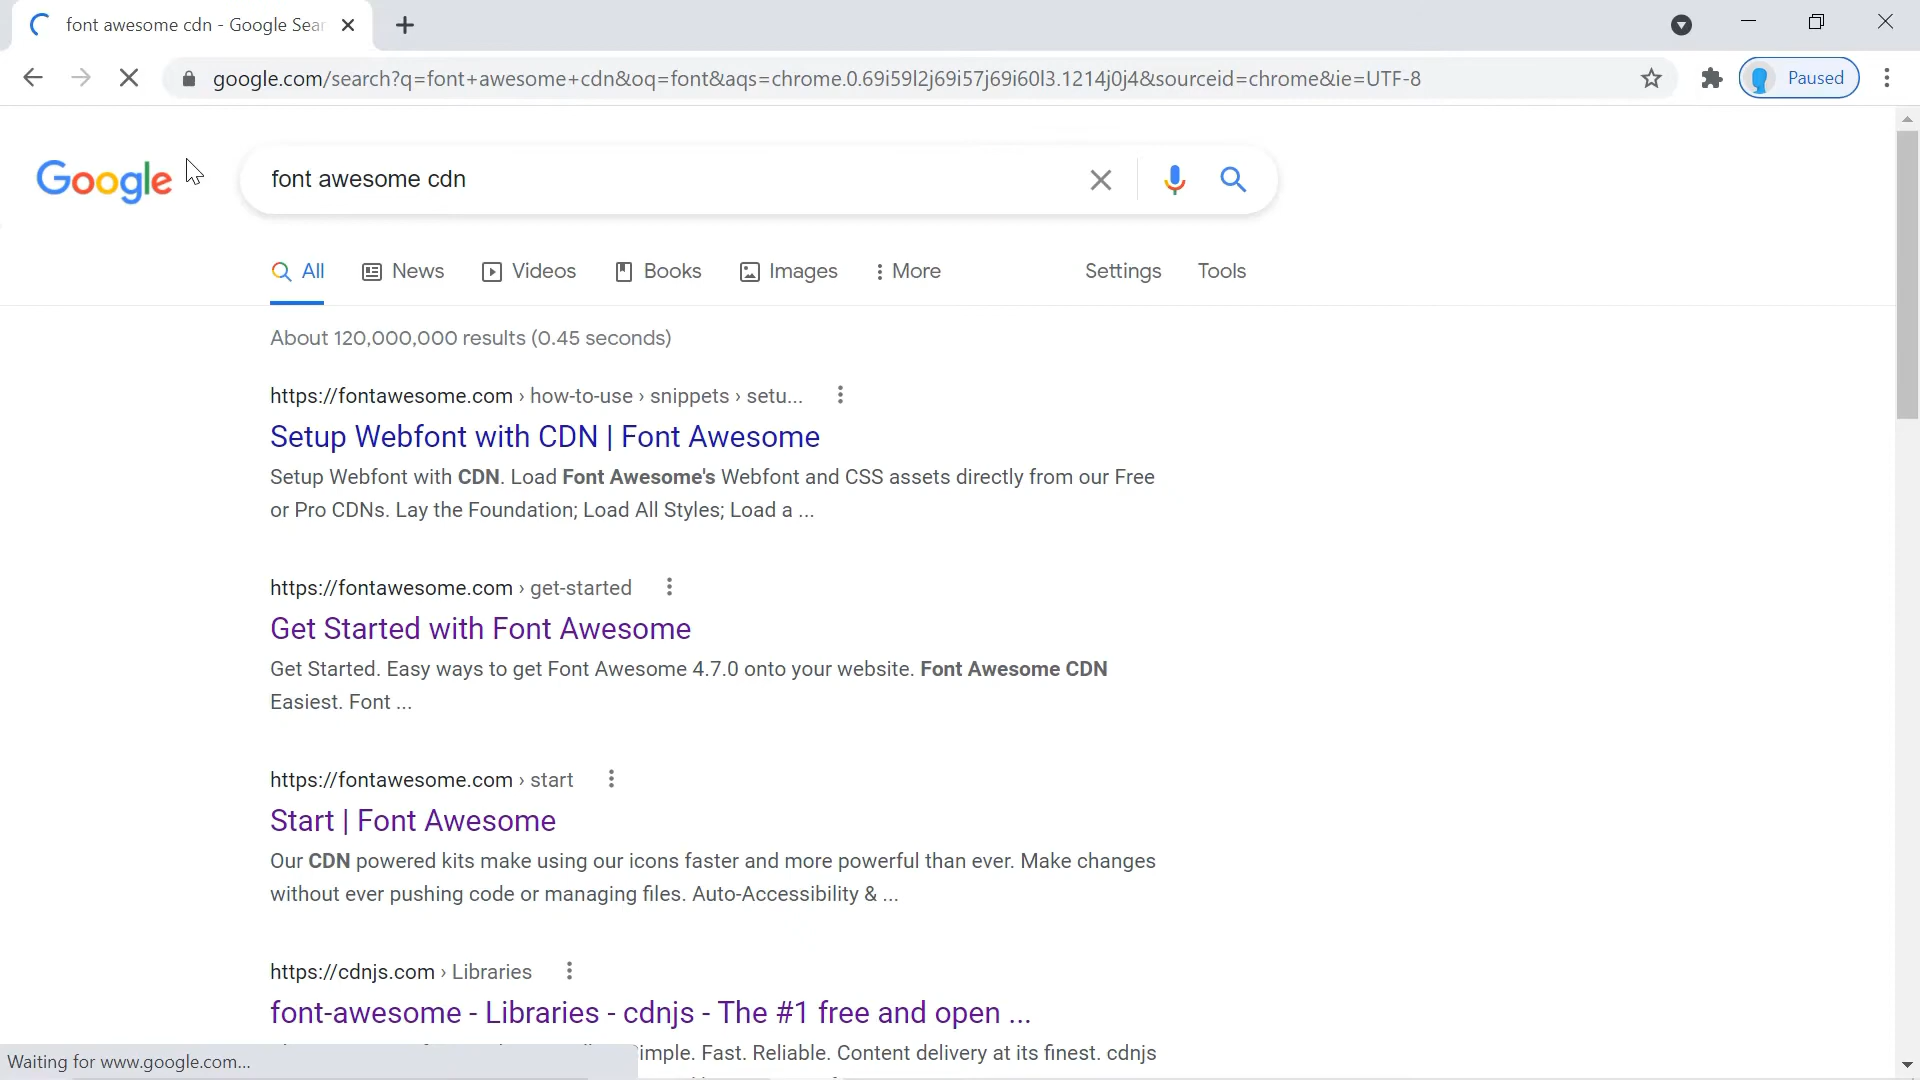 font awesome cdn - Google Sear
google.com/search?q=font+awesome+cdn&oq=font&aqs=chrome.0.69i59l2j69i57j69i60l3.1214j0j4&sourceid=chrome&ie=UTF-8
Paused
Google
font awesome cdn
All News Videos Books Images More Settings Tools
About 120,000,000 results (0.45 seconds)
https://fontawesome.com › how-to-use › snippets › setu...
Setup Webfont with CDN | Font Awesome
Setup Webfont with CDN. Load Font Awesome's Webfont and CSS assets directly from our Free
or Pro CDNs. Lay the Foundation; Load All Styles; Load a ...
https://fontawesome.com › get-started
Get Started with Font Awesome
Get Started. Easy ways to get Font Awesome 4.7.0 onto your website. Font Awesome CDN
Easiest. Font ...
https://fontawesome.com › start
Start | Font Awesome
Our CDN powered kits make using our icons faster and more powerful than ever. Make changes
without ever pushing code or managing files. Auto-Accessibility & ...
https://cdnjs.com › Libraries
font-awesome - Libraries - cdnjs - The #1 free and open ...
imple. Fast. Reliable. Content delivery at its finest. cdnjs
Waiting for www.google.com...